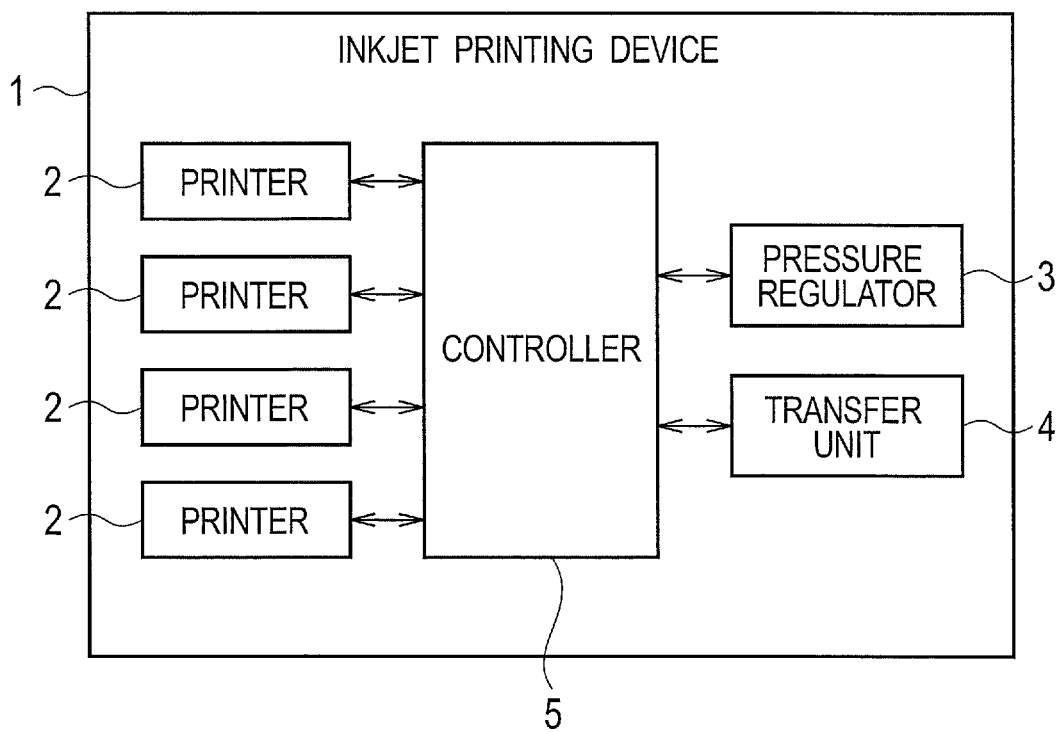 INKJET PRINTING DEVICE
1
2
PRINTER
2
PRINTER
2
PRINTER
2
PRINTER
CONTROLLER
5
PRESSURE
REGULATOR
3
TRANSFER
UNIT
4